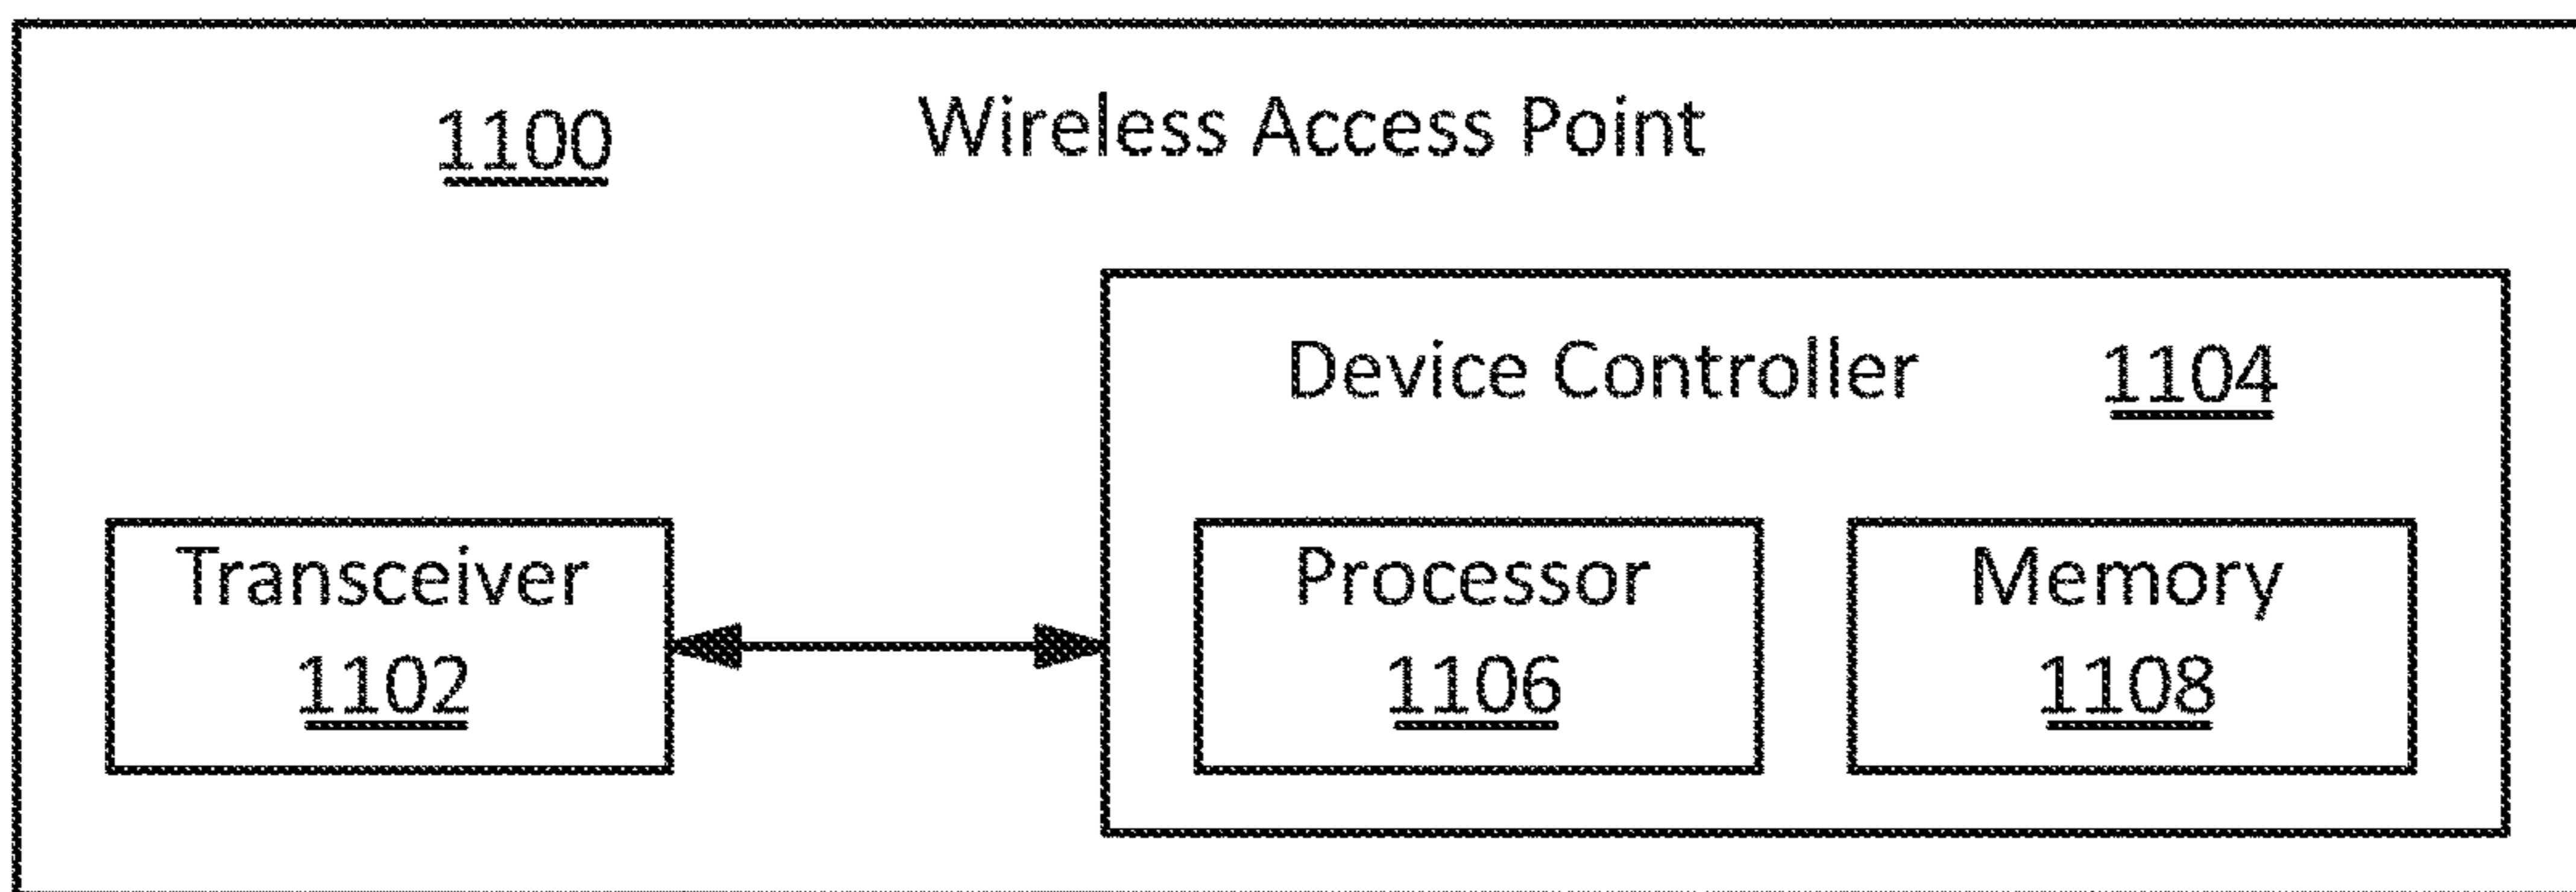 1100 Wireless Access Point
Device Controller 1104
Transceiver
1102
Processor
1106
Memory
1108